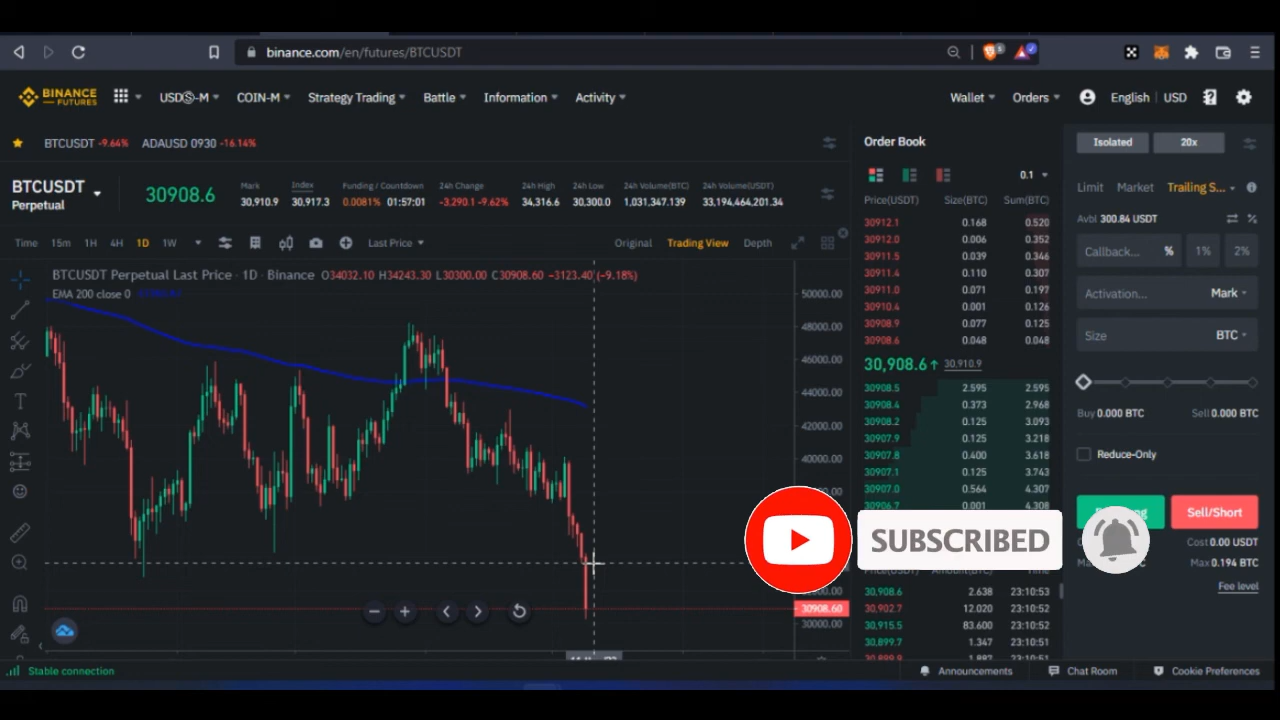 binance.com/en/futures/BTCUSDT
BINANCE FUTURES
USDⓈ-M
COIN-M
Strategy Trading
Battle
Information
Activity
Wallet
Orders
English
USD
BTCUSDT -9.64% ADAUSD 0930 -16.14%
BTCUSDT
Perpetual
30908.6
Mark
30,910.9
Index
30,917.3
Funding / Countdown
0.0081% 01:57:01
24h Change
-3,290.1 -9.62%
24h High
34,316.6
24h Low
30,300.0
24h Volume(BTC)
1,031,347.139
24h Volume(USDT)
33,194,464,201.34
Time 15m 1H 4H 1D 1W
Last Price
Original
Trading View
Depth
BTCUSDT Perpetual Last Price · 1D · Binance O34032.10 H34243.30 L30300.00 C30908.60 −3123.40 (−9.18%)
EMA 200 close 0
50000.00
48000.00
46000.00
44000.00
42000.00
40000.00
30908.60
30000.00
Order Book
0.1
Price(USDT) Size(BTC) Sum(BTC)
30912.1 0.168 0.520
30912.0 0.006 0.352
30911.5 0.039 0.346
30911.4 0.110 0.307
30911.0 0.071 0.197
30910.4 0.001 0.126
30908.9 0.077 0.125
30908.6 0.048 0.048
30,908.6↑ 30,910.9
30908.5 2.595 2.595
30908.4 0.373 2.968
30908.2 0.125 3.093
30907.9 0.125 3.218
30907.8 0.400 3.618
30907.1 0.125 3.743
30907.0 0.564 4.307
30906.7 0.001 4.308
SUBSCRIBED
30,908.6 2.638 23:10:53
30,902.7 12.020 23:10:52
30,915.5 83.600 23:10:52
30,899.7 1.347 23:10:51
Isolated
20x
Limit Market Trailing S...
Avbl 300.84 USDT
Callback... % 1% 2%
Activation... Mark
Size BTC
Buy 0.000 BTC Sell 0.000 BTC
Reduce-Only
Sell/Short
Cost 0.00 USDT
Max 0.194 BTC
Fee level
Stable connection
Announcements
Chat Room
Cookie Preferences